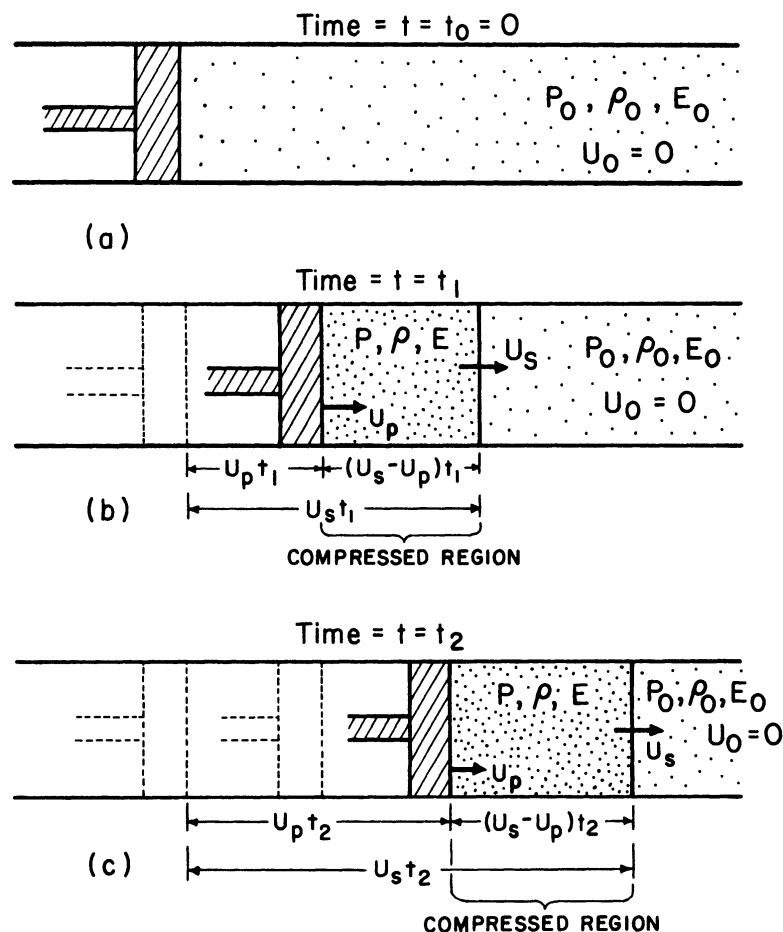 Time = t = t₀ = 0
P₀ , ρ₀ , E₀
U₀ = 0
(a)
Time = t = t₁
P, ρ, E
Uₛ
P₀, ρ₀, E₀
U₀ = 0
Uₚ
Uₚt₁
(Uₛ-Uₚ)t₁
(b)
Uₛt₁
COMPRESSED REGION
Time = t = t₂
P, ρ, E
P₀, ρ₀, E₀
U₀ = 0
Uₛ
Uₚ
Uₚt₂
(Uₛ-Uₚ)t₂
(c)
Uₛt₂
COMPRESSED REGION